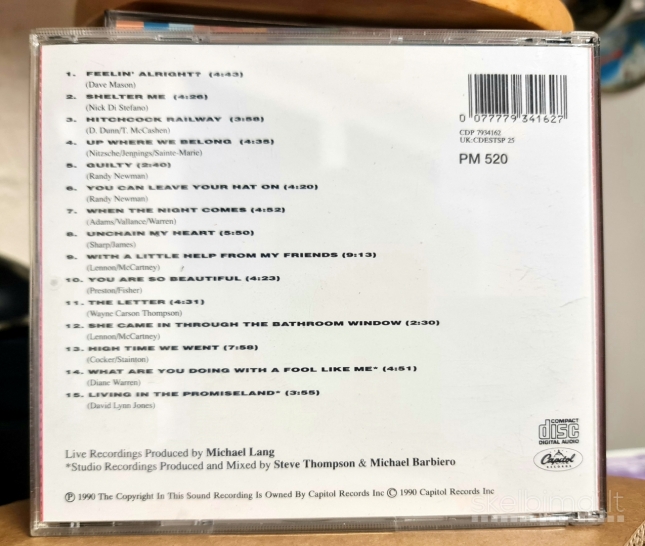 1. FEELIN' ALRIGHT? (4:43)
(Dave Mason)
2. SHELTER ME (4:26)
(Nick Di Stefano)
3. HITCHCOCK RAILWAY (3:58)
(D. Dunn/T. McCashen)
4. UP WHERE WE BELONG (4:35)
(Nitzsche/Jennings/Sainte-Marie)
5. GUILTY (2:40)
(Randy Newman)
6. YOU CAN LEAVE YOUR HAT ON (4:20)
(Randy Newman)
7. WHEN THE NIGHT COMES (4:52)
(Adams/Vallance/Warren)
8. UNCHAIN MY HEART (5:50)
(Sharp/James)
9. WITH A LITTLE HELP FROM MY FRIENDS (9:13)
(Lennon/McCartney)
10. YOU ARE SO BEAUTIFUL (4:23)
(Preston/Fisher)
11. THE LETTER (4:31)
(Wayne Carson Thompson)
12. SHE CAME IN THROUGH THE BATHROOM WINDOW (2:30)
(Lennon/McCartney)
13. HIGH TIME WE WENT (7:58)
(Cocker/Stainton)
14. WHAT ARE YOU DOING WITH A FOOL LIKE ME* (4:51)
(Diane Warren)
15. LIVING IN THE PROMISELAND* (3:55)
(David Lynn Jones)
0 077779 341627
CDP 7934162
UK:CDESTSP 25
PM 520
COMPACT
disc
DIGITAL AUDIO
Capitol
RECORDS
Live Recordings Produced by Michael Lang
*Studio Recordings Produced and Mixed by Steve Thompson & Michael Barbiero
Ⓟ 1990 The Copyright In This Sound Recording Is Owned By Capitol Records Inc © 1990 Capitol Records Inc